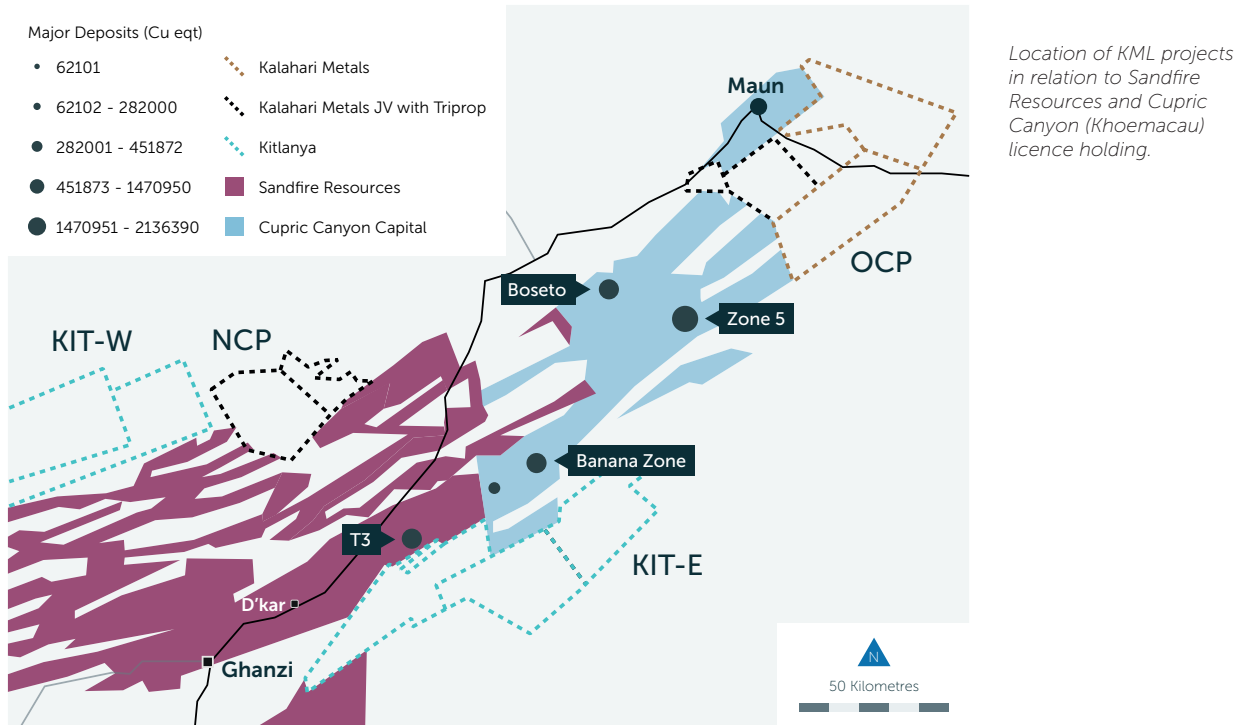 Major Deposits (Cu eqt)
62101
62102 - 282000
282001 - 451872
451873 - 1470950
1470951 - 2136390
Kalahari Metals
Kalahari Metals JV with Triprop
Kitlanya
Sandfire Resources
Cupric Canyon Capital
Location of KML projects
in relation to Sandfire
Resources and Cupric
Canyon (Khoemacau)
licence holding.
Maun
OCP
Boseto
Zone 5
KIT-W
NCP
Banana Zone
T3
KIT-E
D'kar
Ghanzi
N
50 Kilometres